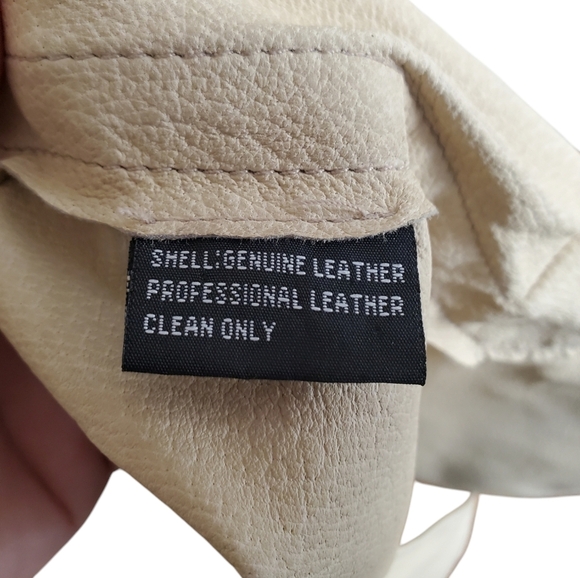 SHELL:GENUINE LEATHER
PROFESSIONAL LEATHER
CLEAN ONLY